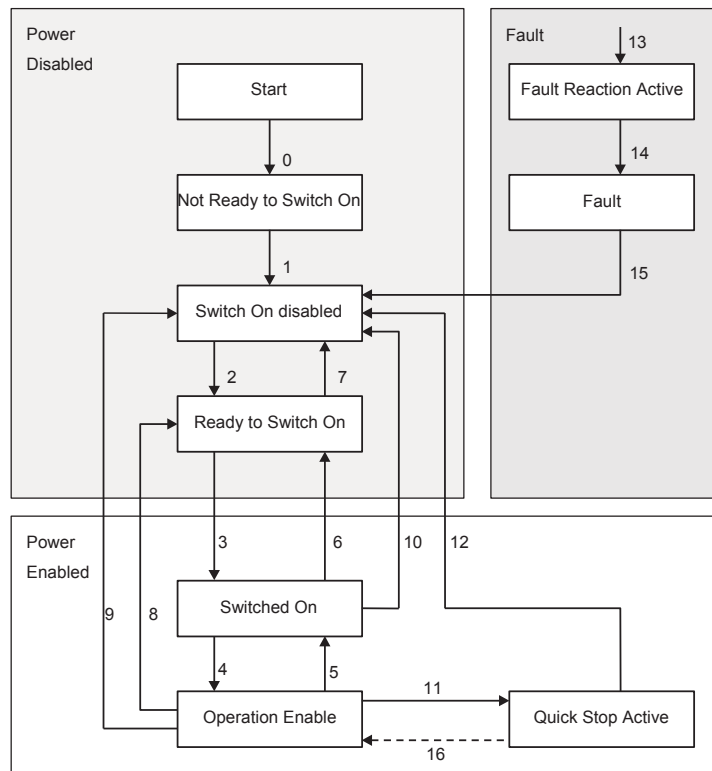 Power
Disabled
Fault
13
Start
Fault Reaction Active
0
14
Not Ready to Switch On
Fault
1
15
Switch On disabled
2
7
Ready to Switch On
3
6
10
12
Power
Enabled
9
8
Switched On
4
5
11
Operation Enable
Quick Stop Active
16